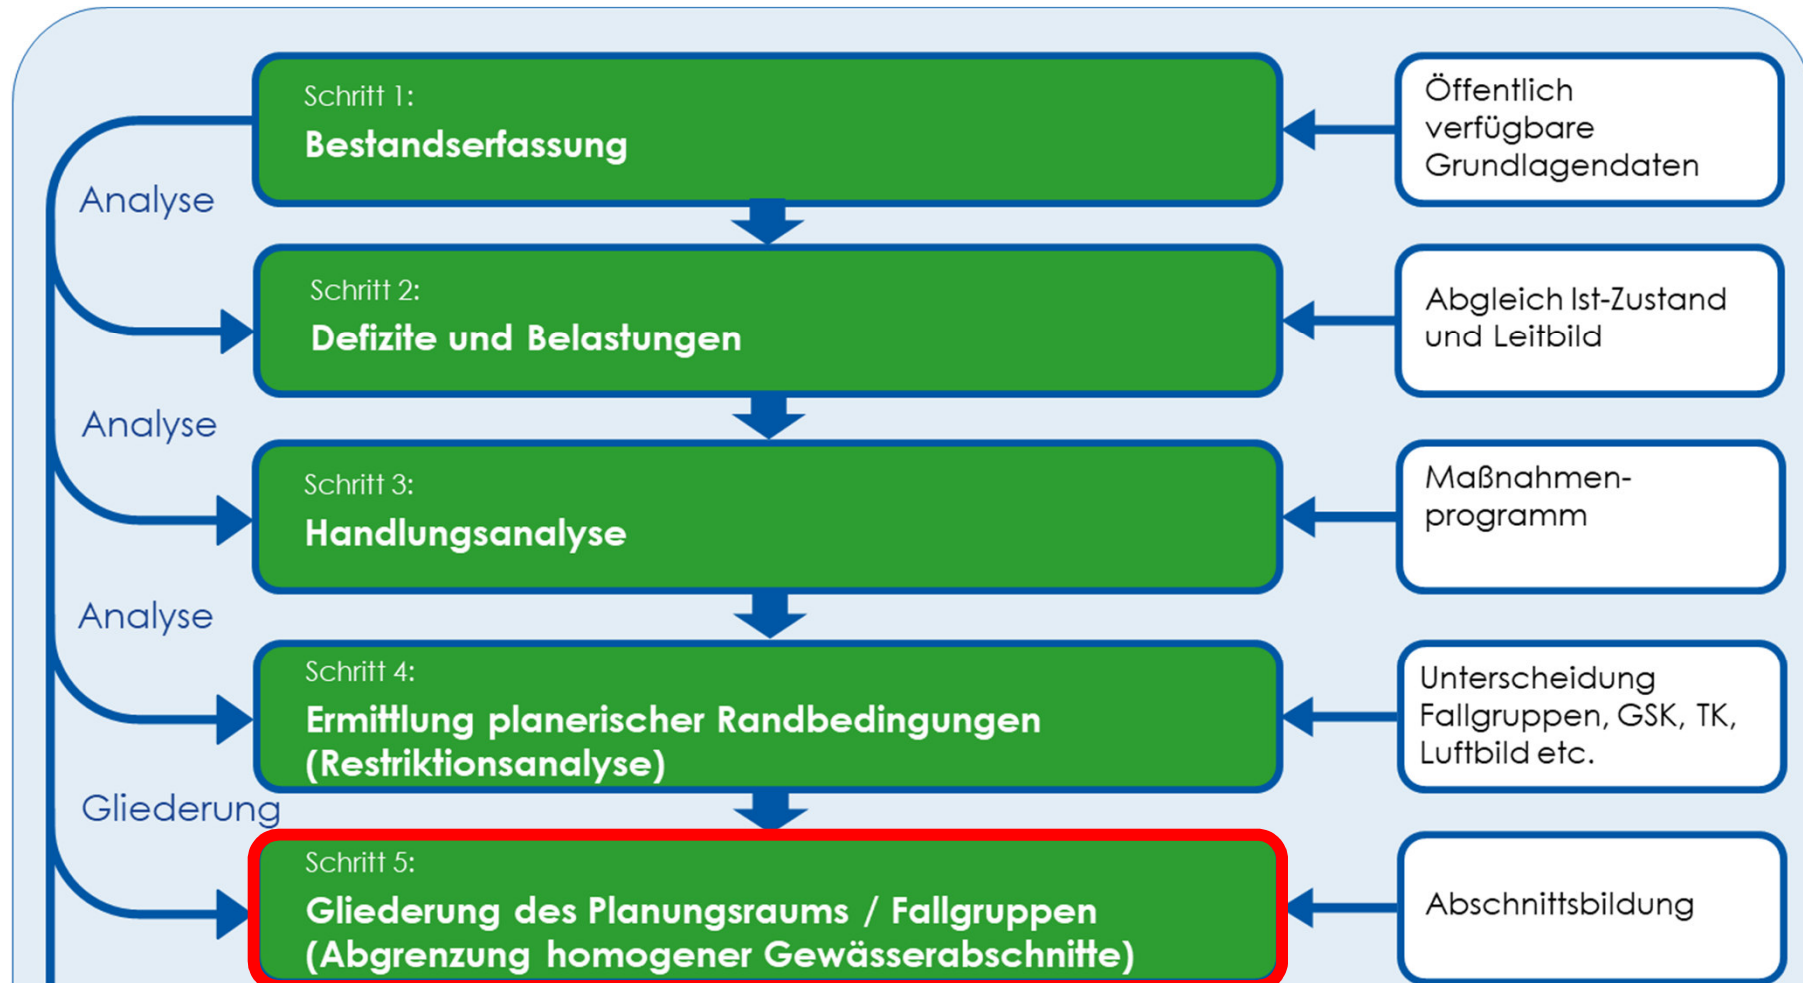 Schritt 1:
Bestandserfassung
Öffentlich
verfügbare
Grundlagendaten
Analyse
Schritt 2:
Defizite und Belastungen
Abgleich Ist-Zustand
und Leitbild
Analyse
Schritt 3:
Handlungsanalyse
Maßnahmen-
programm
Analyse
Schritt 4:
Ermittlung planerischer Randbedingungen
(Restriktionsanalyse)
Unterscheidung
Fallgruppen, GSK, TK,
Luftbild etc.
Gliederung
Schritt 5:
Gliederung des Planungsraums / Fallgruppen
(Abgrenzung homogener Gewässerabschnitte)
Abschnittsbildung